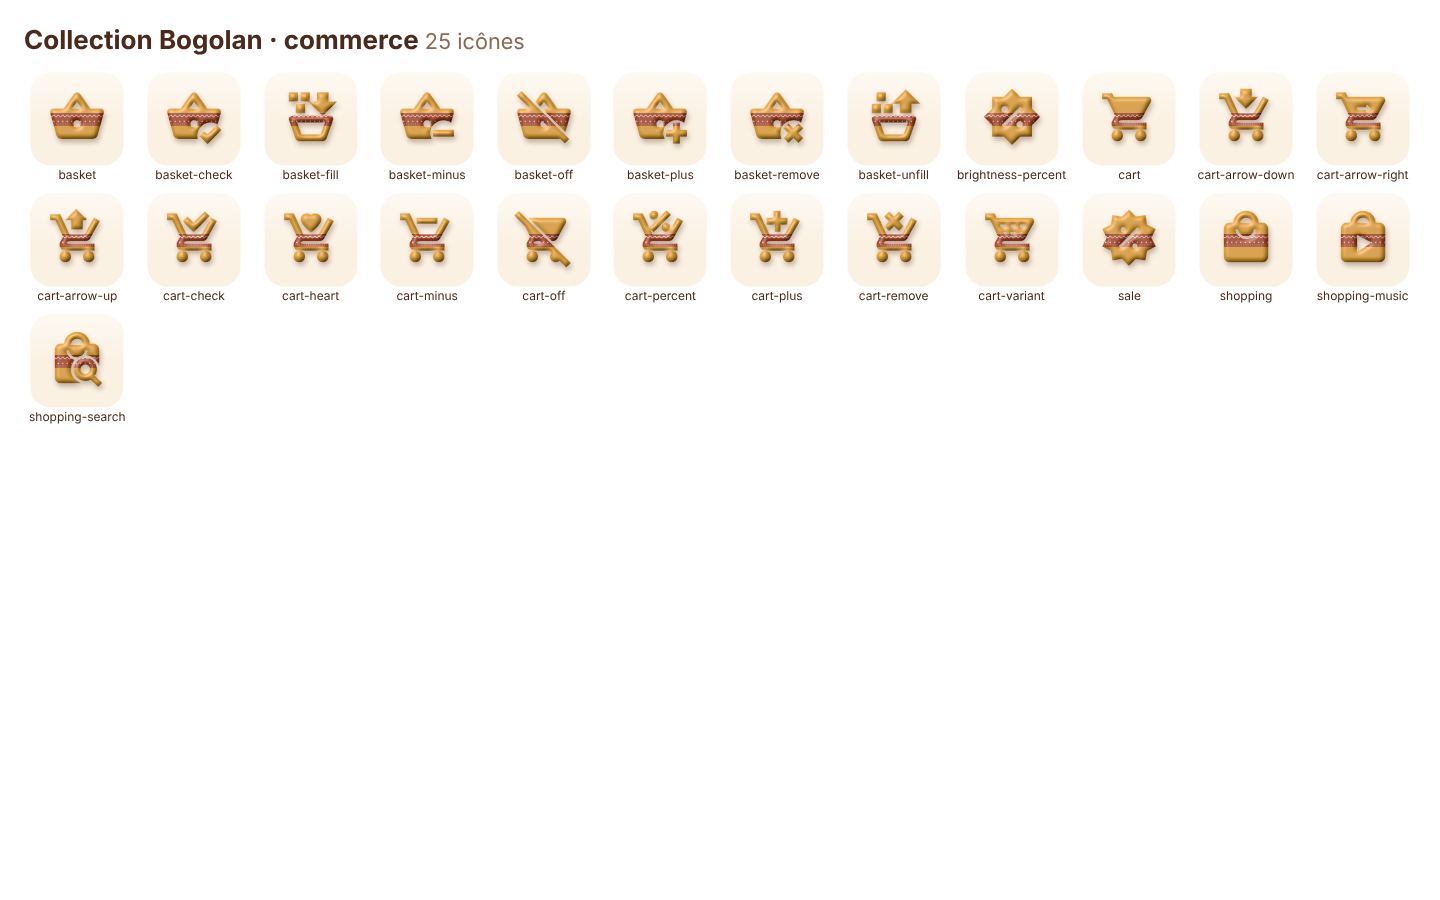 Collection Bogolan · commerce 25 icônes
basket basket-check basket-fill basket-minus basket-off basket-plus basket-remove basket-unfill brightness-percent cart cart-arrow-down cart-arrow-right
cart-arrow-up cart-check cart-heart cart-minus cart-off cart-percent cart-plus cart-remove cart-variant sale shopping shopping-music
shopping-search